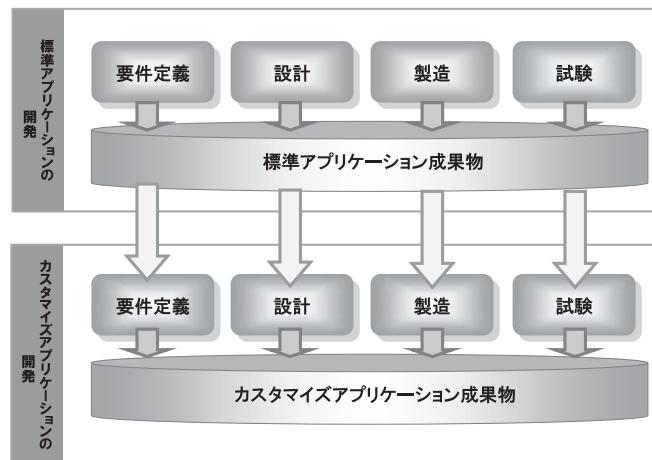 標準アプリケーションの
開発
要件定義
設計
製造
試験
標準アプリケーション成果物
カスタマイズアプリケーションの
開発
要件定義
設計
製造
試験
カスタマイズアプリケーション成果物